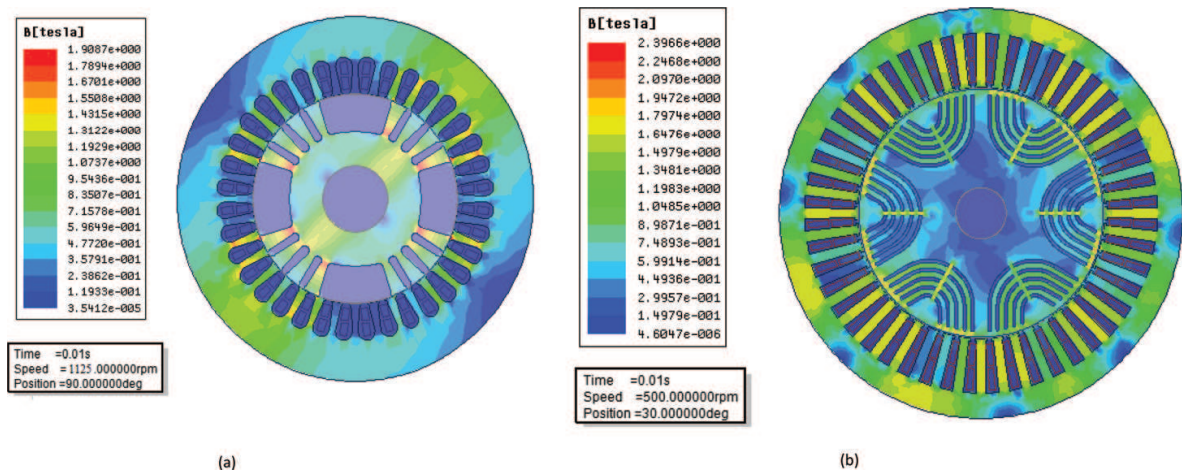 B[tesla]
1.9087e+000
1.7894e+000
1.6701e+000
1.5508e+000
1.4315e+000
1.3122e+000
1.1929e+000
1.0737e+000
9.5436e-001
8.3507e-001
7.1578e-001
5.9649e-001
4.7720e-001
3.5791e-001
2.3862e-001
1.1933e-001
3.5412e-005
Time =0.01s
Speed =1125.000000rpm
Position =90.000000deg
(a)
B[tesla]
2.3966e+000
2.2468e+000
2.0970e+000
1.9472e+000
1.7974e+000
1.6476e+000
1.4979e+000
1.3481e+000
1.1983e+000
1.0485e+000
8.9871e-001
7.4893e-001
5.9914e-001
4.4936e-001
2.9957e-001
1.4979e-001
4.6047e-006
Time =0.01s
Speed =500.000000rpm
Position =30.000000deg
(b)